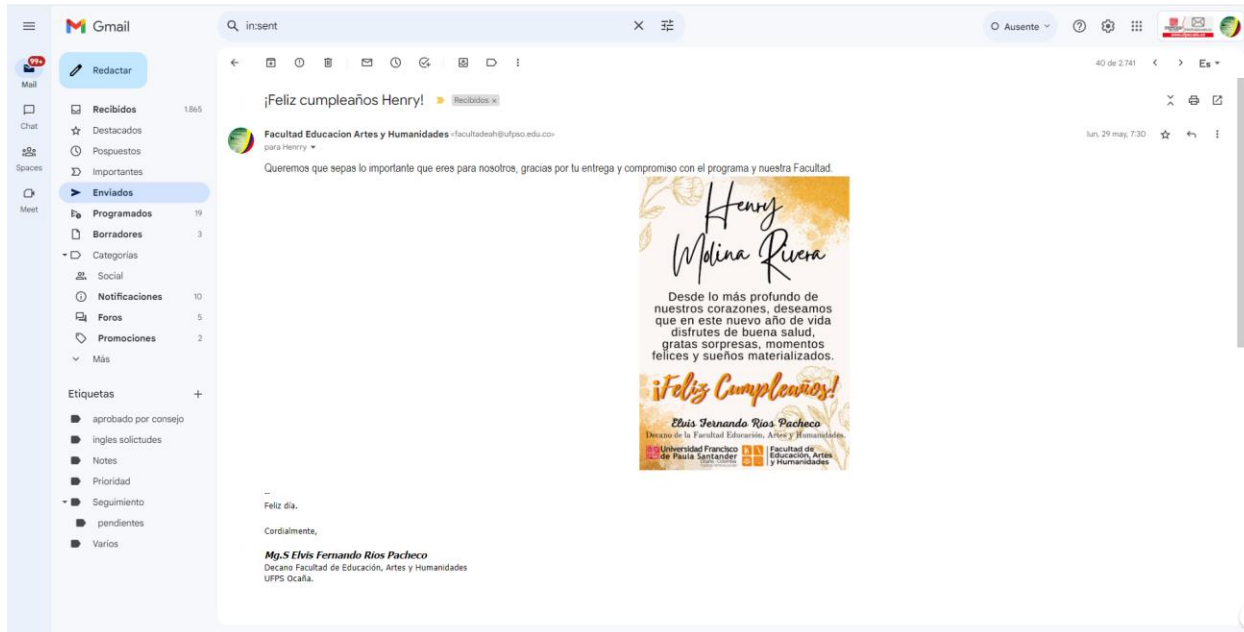 Gmail
in:sent
Ausente
99+
Mail
Chat
Spaces
Meet
Redactar
Recibidos 1.865
Destacados
Pospuestos
Importantes
Enviados
Programados 19
Borradores 3
Categorías
Social
Notificaciones 10
Foros 5
Promociones 2
Más
Etiquetas
aprobado por consejo
ingles solictudes
Notes
Prioridad
Seguimiento
pendientes
Varios
40 de 2.741
Es
¡Feliz cumpleaños Henry!
Recibidos x
Facultad Educacion Artes y Humanidades <facultadeah@ufpso.edu.co>
lun, 29 may, 7:30
para Henrry
Queremos que sepas lo importante que eres para nosotros, gracias por tu entrega y compromiso con el programa y nuestra Facultad.
Henry
Molina Rivera
Desde lo más profundo de
nuestros corazones, deseamos
que en este nuevo año de vida
disfrutes de buena salud,
gratas sorpresas, momentos
felices y sueños materializados.
¡Feliz Cumpleaños!
Elvis Fernando Ríos Pacheco
Decano de la Facultad Educación, Artes y Humanidades.
Universidad Francisco
de Paula Santander
Facultad de
Educación, Artes
y Humanidades
--
Feliz día.
Cordialmente,
Mg.S Elvis Fernando Ríos Pacheco
Decano Facultad de Educación, Artes y Humanidades
UFPS Ocaña.